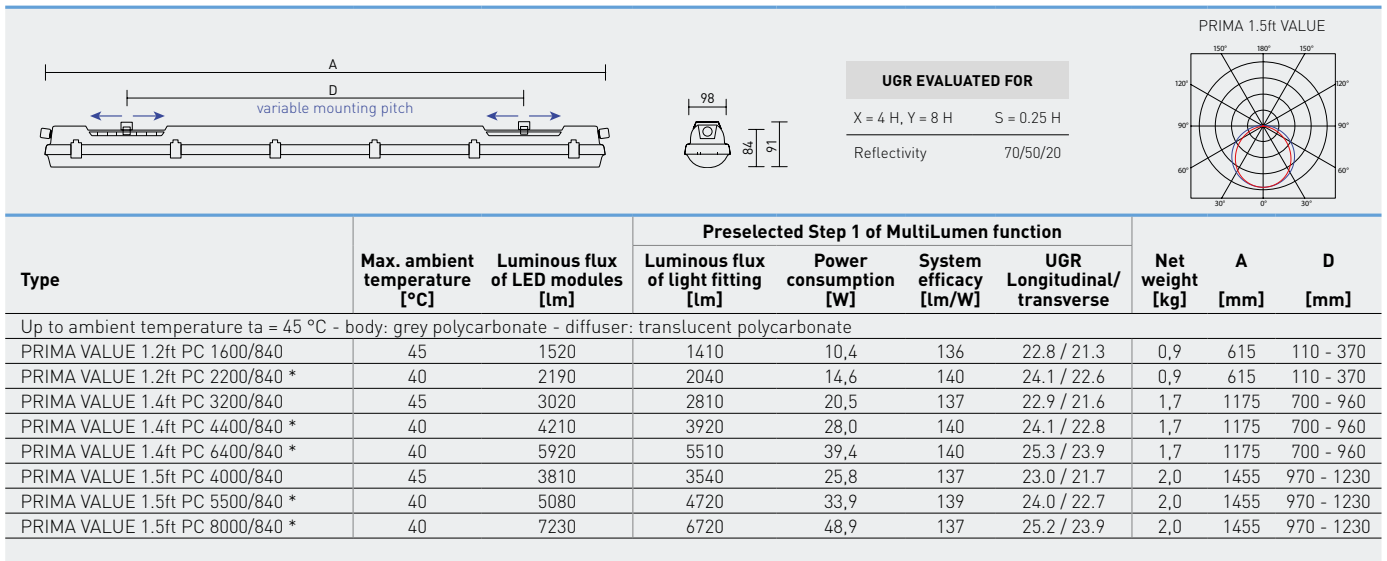 PRIMA 1.5ft VALUE
A
D
variable mounting pitch
98
84
91
UGR EVALUATED FOR
X = 4 H, Y = 8 H S = 0.25 H
Reflectivity 70/50/20
150° 180° 150°
120° 120°
90° 90°
60° 60°
30° 0° 30°
Preselected Step 1 of MultiLumen function
Type Max. ambient temperature [°C] Luminous flux of LED modules [lm] Luminous flux of light fitting [lm] Power consumption [W] System efficacy [lm/W] UGR Longitudinal/ transverse Net weight [kg] A [mm] D [mm]
Up to ambient temperature ta = 45 °C - body: grey polycarbonate - diffuser: translucent polycarbonate
PRIMA VALUE 1.2ft PC 1600/840 45 1520 1410 10,4 136 22.8 / 21.3 0,9 615 110 - 370
PRIMA VALUE 1.2ft PC 2200/840 * 40 2190 2040 14,6 140 24.1 / 22.6 0,9 615 110 - 370
PRIMA VALUE 1.4ft PC 3200/840 45 3020 2810 20,5 137 22.9 / 21.6 1,7 1175 700 - 960
PRIMA VALUE 1.4ft PC 4400/840 * 40 4210 3920 28,0 140 24.1 / 22.8 1,7 1175 700 - 960
PRIMA VALUE 1.4ft PC 6400/840 * 40 5920 5510 39,4 140 25.3 / 23.9 1,7 1175 700 - 960
PRIMA VALUE 1.5ft PC 4000/840 45 3810 3540 25,8 137 23.0 / 21.7 2,0 1455 970 - 1230
PRIMA VALUE 1.5ft PC 5500/840 * 40 5080 4720 33,9 139 24.0 / 22.7 2,0 1455 970 - 1230
PRIMA VALUE 1.5ft PC 8000/840 * 40 7230 6720 48,9 137 25.2 / 23.9 2,0 1455 970 - 1230